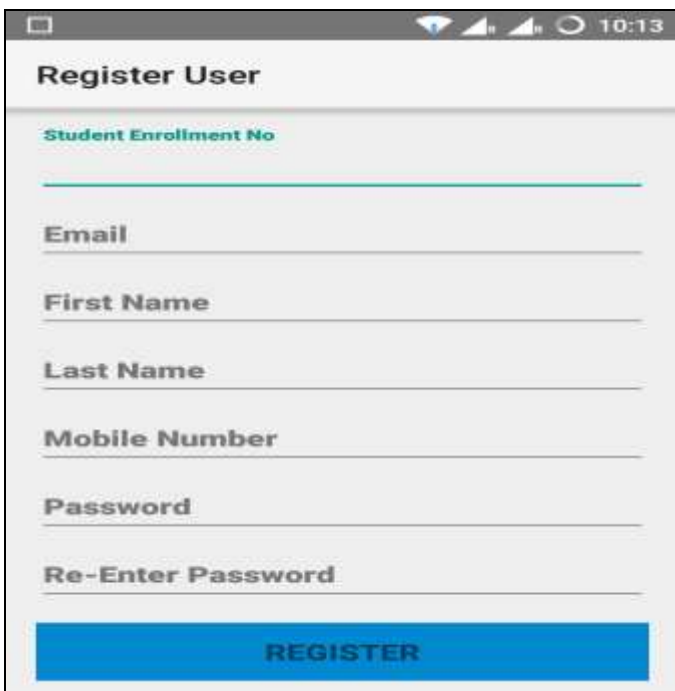 10:13
Register User
Student Enrollment No
Email
First Name
Last Name
Mobile Number
Password
Re-Enter Password
REGISTER